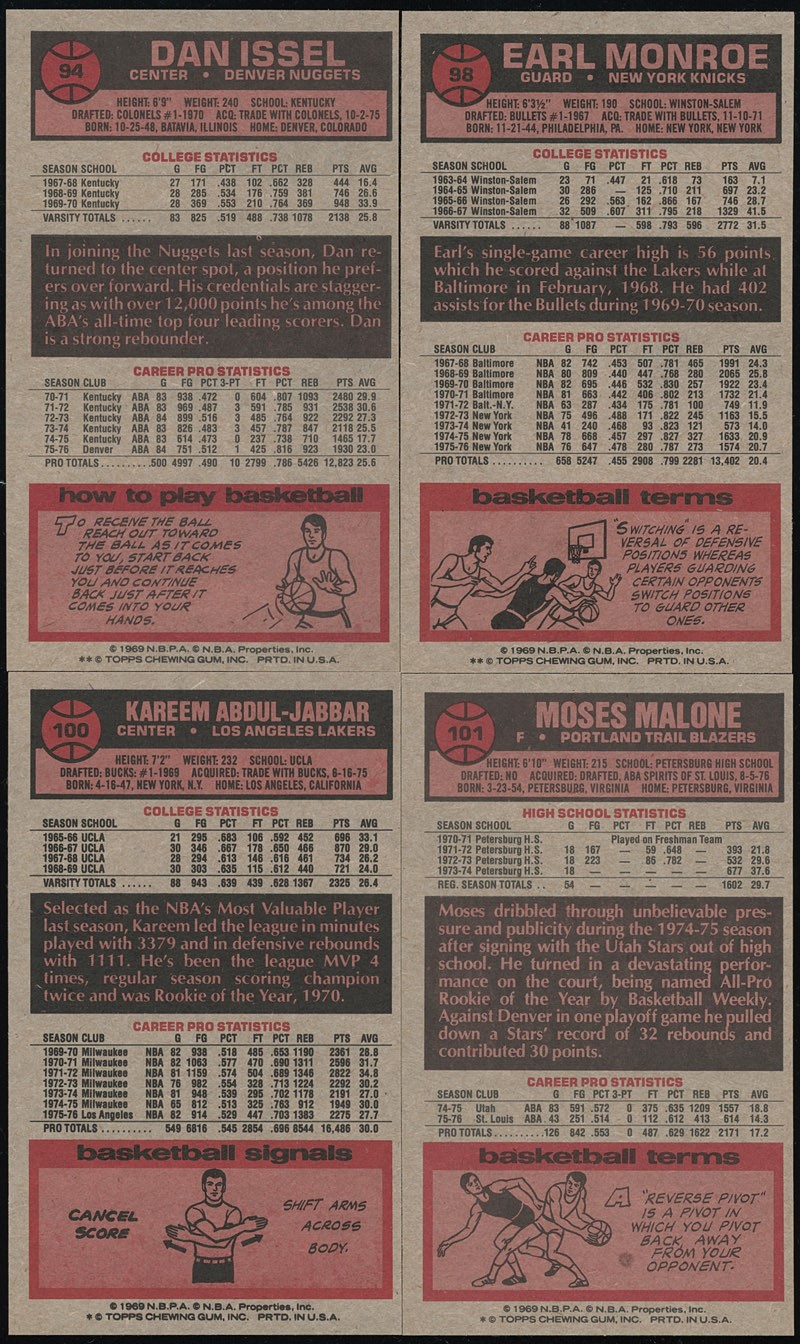 94
DAN ISSEL
CENTER • DENVER NUGGETS
HEIGHT: 6'9" WEIGHT: 240 SCHOOL: KENTUCKY
DRAFTED: COLONELS #1-1970 ACQ: TRADE WITH COLONELS, 10-2-75
BORN: 10-25-48, BATAVIA, ILLINOIS HOME: DENVER, COLORADO
COLLEGE STATISTICS
SEASON SCHOOL G FG PCT FT PCT REB PTS AVG
1967-68 Kentucky 27 171 .438 102 .662 328 444 16.4
1968-69 Kentucky 28 285 .534 176 .759 381 746 26.6
1969-70 Kentucky 28 369 .553 210 .764 369 948 33.9
VARSITY TOTALS ...... 83 825 .519 488 .738 1078 2138 25.8
In joining the Nuggets last season, Dan re-
turned to the center spot, a position he pref-
ers over forward. His credentials are stagger-
ing as with over 12,000 points he's among the
ABA's all-time top four leading scorers. Dan
is a strong rebounder.
CAREER PRO STATISTICS
SEASON CLUB G FG PCT 3-PT FT PCT REB PTS AVG
70-71 Kentucky ABA 83 938 .472 0 604 .807 1093 2480 29.9
71-72 Kentucky ABA 83 969 .487 3 591 .785 931 2538 30.6
72-73 Kentucky ABA 84 899 .516 3 485 .764 922 2292 27.3
73-74 Kentucky ABA 83 826 .483 3 457 .787 847 2118 25.5
74-75 Kentucky ABA 83 614 .473 0 237 .738 710 1465 17.7
75-76 Denver ABA 84 751 .512 1 425 .816 923 1930 23.0
PRO TOTALS..........500 4997 .490 10 2799 .786 5426 12,823 25.6
how to play basketball
TO RECEIVE THE BALL
REACH OUT TOWARD
THE BALL AS IT COMES
TO YOU, START BACK
JUST BEFORE IT REACHES
YOU AND CONTINUE
BACK JUST AFTER IT
COMES INTO YOUR
HANDS.
© 1969 N.B.P.A. © N.B.A. Properties, Inc.
** © TOPPS CHEWING GUM, INC. PRTD. IN U.S.A.
98
EARL MONROE
GUARD • NEW YORK KNICKS
HEIGHT: 6'3½" WEIGHT: 190 SCHOOL: WINSTON-SALEM
DRAFTED: BULLETS #1-1967 ACQ: TRADE WITH BULLETS, 11-10-71
BORN: 11-21-44, PHILADELPHIA, PA. HOME: NEW YORK, NEW YORK
COLLEGE STATISTICS
SEASON SCHOOL G FG PCT FT PCT REB PTS AVG
1963-64 Winston-Salem 23 71 .447 21 .618 73 163 7.1
1964-65 Winston-Salem 30 286 — 125 .710 211 697 23.2
1965-66 Winston-Salem 26 292 .563 162 .866 167 746 28.7
1966-67 Winston-Salem 32 509 .607 311 .795 218 1329 41.5
VARSITY TOTALS ...... 88 1087 — 598 .793 596 2772 31.5
Earl's single-game career high is 56 points,
which he scored against the Lakers while at
Baltimore in February, 1968. He had 402
assists for the Bullets during 1969-70 season.
CAREER PRO STATISTICS
SEASON CLUB G FG PCT FT PCT REB PTS AVG
1967-68 Baltimore NBA 82 742 .453 507 .781 465 1991 24.3
1968-69 Baltimore NBA 80 809 .440 447 .768 280 2065 25.8
1969-70 Baltimore NBA 82 695 .446 532 .830 257 1922 23.4
1970-71 Baltimore NBA 81 663 .442 406 .802 213 1732 21.4
1971-72 Balt.-N.Y. NBA 63 287 .434 175 .781 100 749 11.9
1972-73 New York NBA 75 496 .488 171 .822 245 1163 15.5
1973-74 New York NBA 41 240 .468 93 .823 121 573 14.0
1974-75 New York NBA 78 668 .457 297 .827 327 1633 20.9
1975-76 New York NBA 76 647 .478 280 .787 273 1574 20.7
PRO TOTALS .......... 658 5247 .455 2908 .799 2281 13,402 20.4
basketball terms
"SWITCHING" IS A RE-
VERSAL OF DEFENSIVE
POSITIONS WHEREAS
PLAYERS GUARDING
CERTAIN OPPONENTS
SWITCH POSITIONS
TO GUARD OTHER
ONES.
© 1969 N.B.P.A. © N.B.A. Properties, Inc.
** © TOPPS CHEWING GUM, INC. PRTD. IN U.S.A.
100
KAREEM ABDUL-JABBAR
CENTER • LOS ANGELES LAKERS
HEIGHT: 7'2" WEIGHT: 232 SCHOOL: UCLA
DRAFTED: BUCKS: #1-1969 ACQUIRED: TRADE WITH BUCKS, 6-16-75
BORN: 4-16-47, NEW YORK, N.Y. HOME: LOS ANGELES, CALIFORNIA
COLLEGE STATISTICS
SEASON SCHOOL G FG PCT FT PCT REB PTS AVG
1965-66 UCLA 21 295 .683 106 .592 452 696 33.1
1966-67 UCLA 30 346 .667 178 .650 466 870 29.0
1967-68 UCLA 28 294 .613 146 .616 461 734 26.2
1968-69 UCLA 30 303 .635 115 .612 440 721 24.0
VARSITY TOTALS ...... 88 943 .639 439 .628 1367 2325 26.4
Selected as the NBA's Most Valuable Player
last season, Kareem led the league in minutes
played with 3379 and in defensive rebounds
with 1111. He's been the league MVP 4
times, regular season scoring champion
twice and was Rookie of the Year, 1970.
CAREER PRO STATISTICS
SEASON CLUB G FG PCT FT PCT REB PTS AVG
1969-70 Milwaukee NBA 82 938 .518 485 .653 1190 2361 28.8
1970-71 Milwaukee NBA 82 1063 .577 470 .690 1311 2596 31.7
1971-72 Milwaukee NBA 81 1159 .574 504 .689 1346 2822 34.8
1972-73 Milwaukee NBA 76 982 .554 328 .713 1224 2292 30.2
1973-74 Milwaukee NBA 81 948 .539 295 .702 1178 2191 27.0
1974-75 Milwaukee NBA 65 812 .513 325 .763 912 1949 30.0
1975-76 Los Angeles NBA 82 914 .529 447 .703 1383 2275 27.7
PRO TOTALS .......... 549 6816 .545 2854 .696 8544 16,486 30.0
basketball signals
CANCEL
SCORE
SHIFT ARMS
ACROSS
BODY.
© 1969 N.B.P.A. © N.B.A. Properties, Inc.
* © TOPPS CHEWING GUM, INC. PRTD. IN U.S.A.
101
MOSES MALONE
F • PORTLAND TRAIL BLAZERS
HEIGHT: 6'10" WEIGHT: 215 SCHOOL: PETERSBURG HIGH SCHOOL
DRAFTED: NO ACQUIRED: DRAFTED, ABA SPIRITS OF ST. LOUIS, 8-5-76
BORN: 3-23-54, PETERSBURG, VIRGINIA HOME: PETERSBURG, VIRGINIA
HIGH SCHOOL STATISTICS
SEASON SCHOOL G FG PCT FT PCT REB PTS AVG
1970-71 Petersburg H.S. Played on Freshman Team
1971-72 Petersburg H.S. 18 167 — 59 .648 — 393 21.8
1972-73 Petersburg H.S. 18 223 — 86 .782 — 532 29.6
1973-74 Petersburg H.S. 18 — — — — — 677 37.6
REG. SEASON TOTALS .. 54 — — — — — 1602 29.7
Moses dribbled through unbelievable pres-
sure and publicity during the 1974-75 season
after signing with the Utah Stars out of high
school. He turned in a devastating perfor-
mance on the court, being named All-Pro
Rookie of the Year by Basketball Weekly.
Against Denver in one playoff game he pulled
down a Stars' record of 32 rebounds and
contributed 30 points.
CAREER PRO STATISTICS
SEASON CLUB G FG PCT 3-PT FT PCT REB PTS AVG
74-75 Utah ABA 83 591 .572 0 375 .635 1209 1557 18.8
75-76 St. Louis ABA 43 251 .514 0 112 .612 413 614 14.3
PRO TOTALS..........126 842 .553 0 487 .629 1622 2171 17.2
basketball terms
A "REVERSE PIVOT"
IS A PIVOT IN
WHICH YOU PIVOT
BACK, AWAY
FROM YOUR
OPPONENT.
© 1969 N.B.P.A. © N.B.A. Properties, Inc.
* © TOPPS CHEWING GUM, INC. PRTD. IN U.S.A.